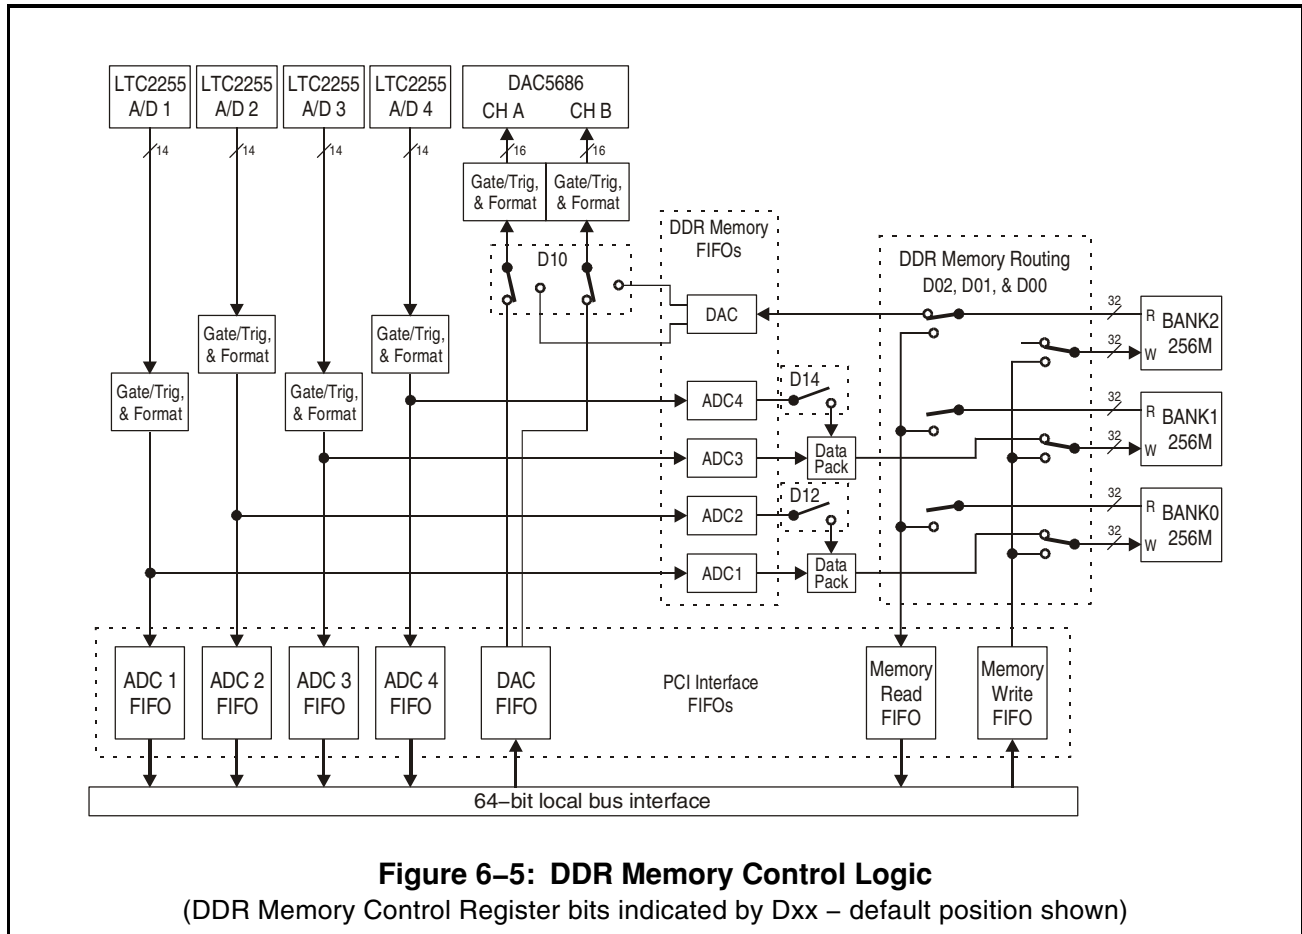 LTC2255
A/D 1
LTC2255
A/D 2
LTC2255
A/D 3
LTC2255
A/D 4
DAC5686
CH A
CH B
14
14
14
14
16
16
Gate/Trig,
& Format
Gate/Trig,
& Format
DDR Memory
FIFOs
D10
DDR Memory Routing
D02, D01, & D00
DAC
32
R
BANK2
256M
32
W
Gate/Trig,
& Format
Gate/Trig,
& Format
Gate/Trig,
& Format
Gate/Trig,
& Format
D14
ADC4
32
R
BANK1
256M
32
W
ADC3
Data
Pack
D12
ADC2
32
R
BANK0
256M
32
W
ADC1
Data
Pack
ADC 1
FIFO
ADC 2
FIFO
ADC 3
FIFO
ADC 4
FIFO
DAC
FIFO
PCI Interface
FIFOs
Memory
Read
FIFO
Memory
Write
FIFO
64−bit local bus interface
Figure 6−5: DDR Memory Control Logic
(DDR Memory Control Register bits indicated by Dxx − default position shown)